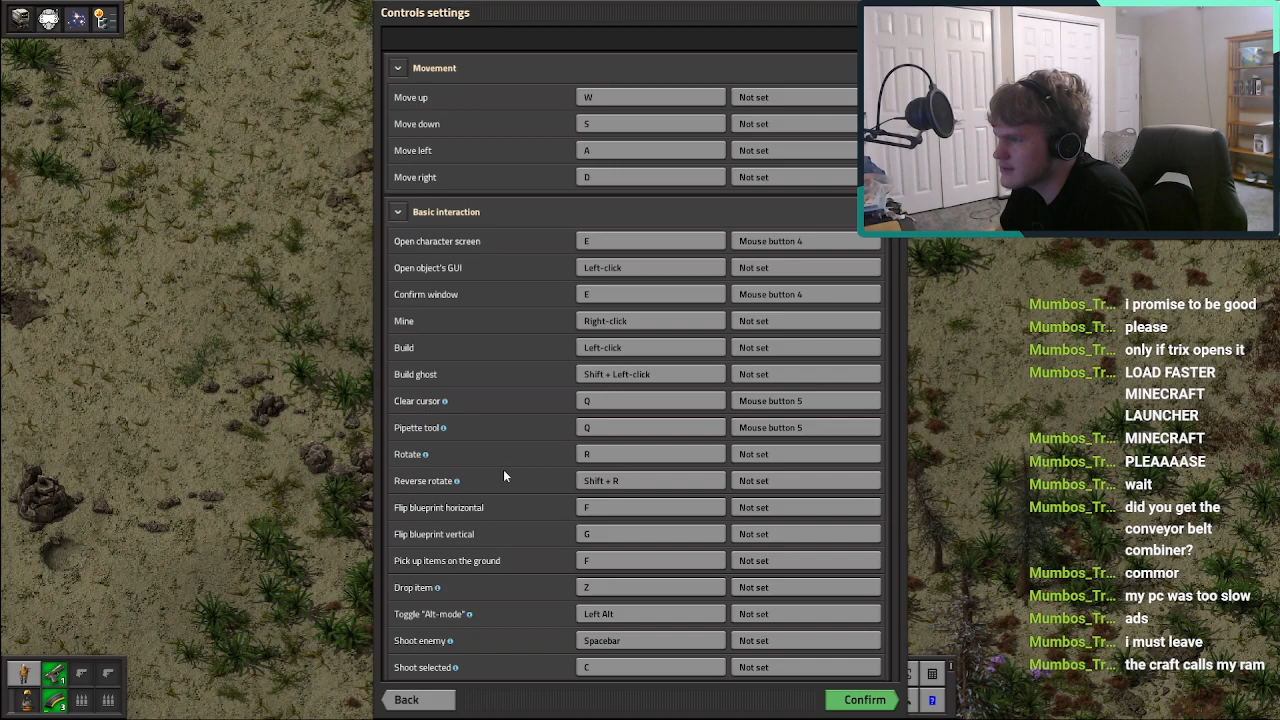 Controls settings
Movement
Move up W Not set
Move down S Not set
Move left A Not set
Move right D Not set
Basic interaction
Open character screen E Mouse button 4
Open object's GUI Left-click Not set
Confirm window E Mouse button 4
Mine Right-click Not set
Build Left-click Not set
Build ghost Shift + Left-click Not set
Clear cursor Q Mouse button 5
Pipette tool Q Mouse button 5
Rotate R Not set
Reverse rotate Shift + R Not set
Flip blueprint horizontal F Not set
Flip blueprint vertical G Not set
Pick up items on the ground F Not set
Drop item Z Not set
Toggle "Alt-mode" Left Alt Not set
Shoot enemy Spacebar Not set
Shoot selected C Not set
Back
Confirm
1
3
Mumbos_Tr... i promise to be good
Mumbos_Tr... please
Mumbos_Tr... only if trix opens it
Mumbos_Tr... LOAD FASTER
MINECRAFT
LAUNCHER
Mumbos_Tr... MINECRAFT
Mumbos_Tr... PLEAAAASE
Mumbos_Tr... wait
Mumbos_Tr... did you get the
conveyor belt
combiner?
Mumbos_Tr... commor
Mumbos_Tr... my pc was too slow
Mumbos_Tr... ads
Mumbos_Tr... i must leave
Mumbos_Tr... the craft calls my ram